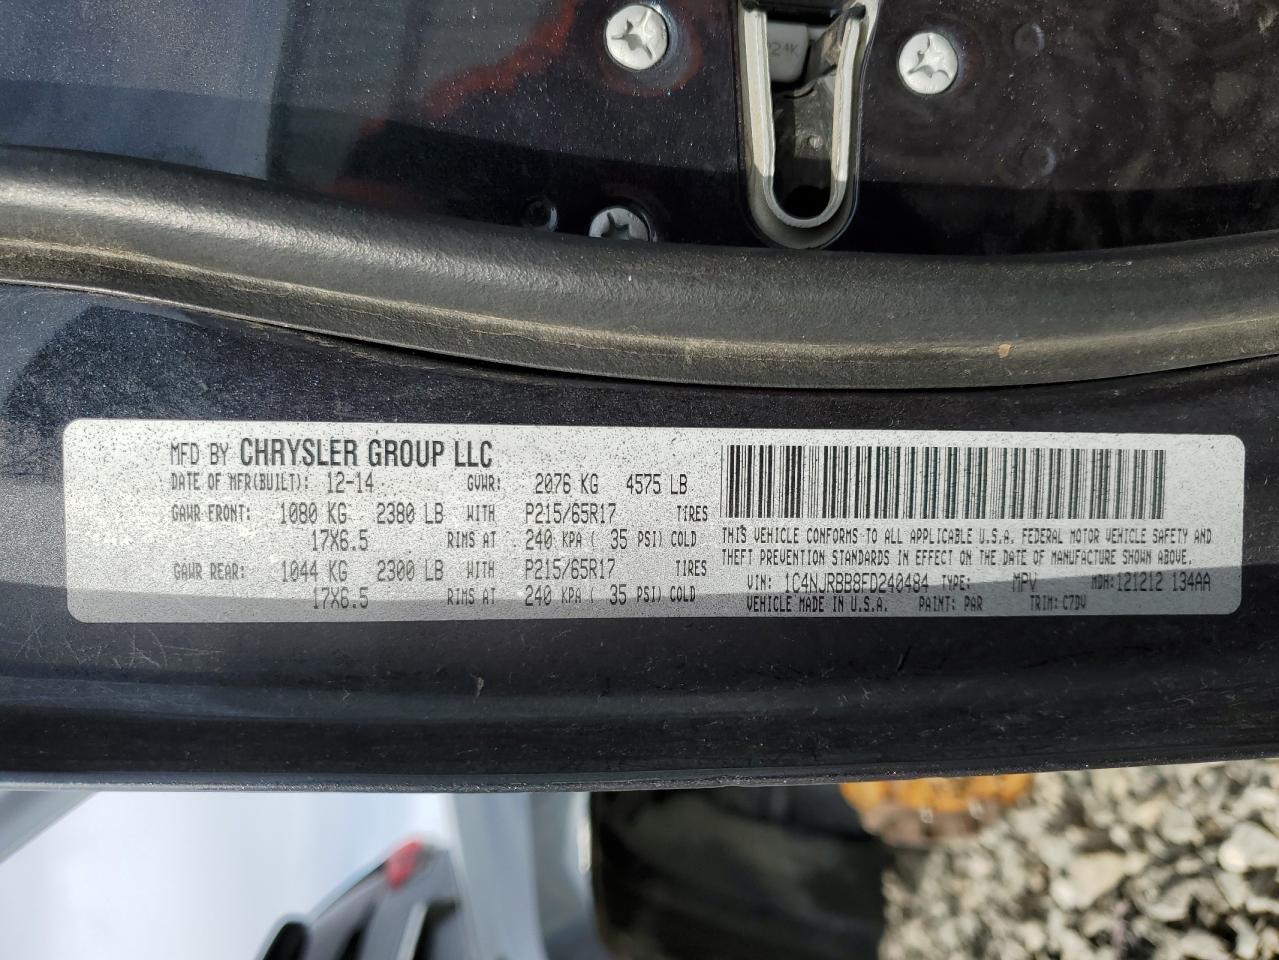 24K
MFD BY CHRYSLER GROUP LLC
DATE OF MFR(BUILT): 12-14 GVWR: 2076 KG 4575 LB
GAWR FRONT: 1080 KG 2380 LB WITH P215/65R17 TIRES
17X6.5 RIMS AT 240 KPA ( 35 PSI) COLD
GAWR REAR: 1044 KG 2300 LB WITH P215/65R17 TIRES
17X6.5 RIMS AT 240 KPA ( 35 PSI) COLD
THIS VEHICLE CONFORMS TO ALL APPLICABLE U.S.A. FEDERAL MOTOR VEHICLE SAFETY AND
THEFT PREVENTION STANDARDS IN EFFECT ON THE DATE OF MANUFACTURE SHOWN ABOVE.
VIN: 1C4NJRBB8FD240484 TYPE: MPV MDH:121212 134AA
VEHICLE MADE IN U.S.A. PAINT: PAR TRIM: C7DV